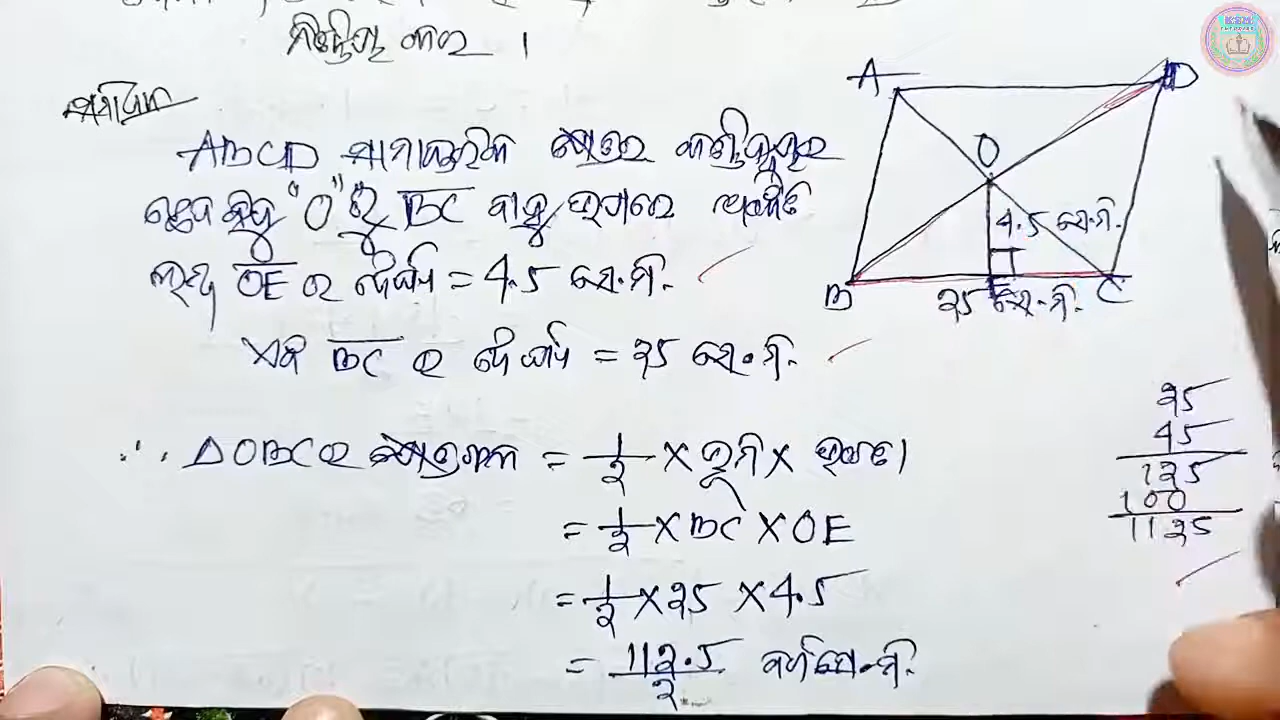 ନିର୍ଣ୍ଣୟ କର ।
ସମାଧାନ
ABCD ସାମାନ୍ତରିକ କ୍ଷେତ୍ରର କର୍ଣ୍ଣଦ୍ୱୟର
ଛେଦ ବିନ୍ଦୁ "O" ରୁ BC ବାହୁ ପ୍ରତି ଅଙ୍କିତ
ଲମ୍ବ OE ର ଦୈର୍ଘ୍ୟ = 4.5 ସେ.ମି.
ଏବଂ BC ର ଦୈର୍ଘ୍ୟ = 25 ସେ.ମି.
∴ ΔOBC ର କ୍ଷେତ୍ରଫଳ = 1/2 × ଭୂମି × ଉଚ୍ଚତା
= 1/2 × BC × OE
= 1/2 × 25 × 4.5
= 112.5/2 ବର୍ଗ ସେ.ମି.
A D
O
4.5 ସେ.ମି.
B E C
25 ସେ.ମି.
25
45
125
100
1125